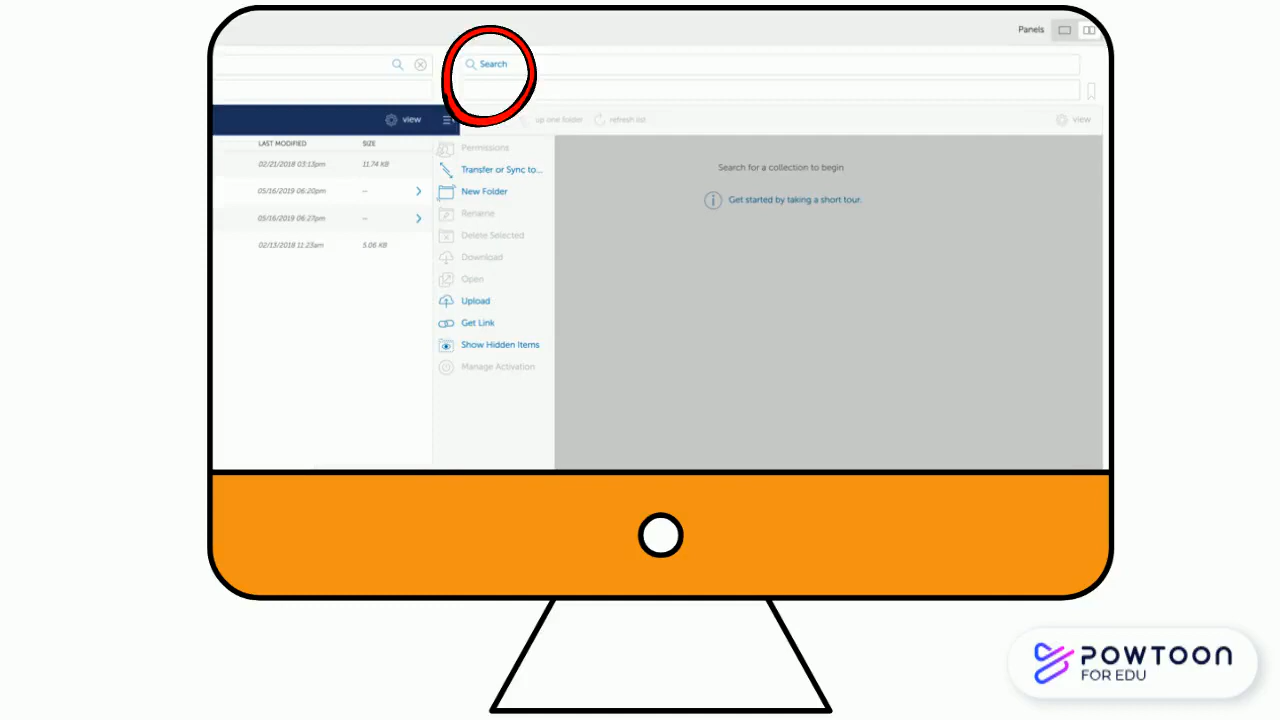 Panels
Search
view
up one folder
refresh list
view
LAST MODIFIED SIZE
02/21/2018 03:13pm 11.74 KB
05/16/2019 06:20pm --
05/16/2019 06:27pm --
02/13/2018 11:23am 5.06 KB
Permissions
Transfer or Sync to...
New Folder
Rename
Delete Selected
Download
Open
Upload
Get Link
Show Hidden Items
Manage Activation
Search for a collection to begin
Get started by taking a short tour.
POWTOON
FOR EDU